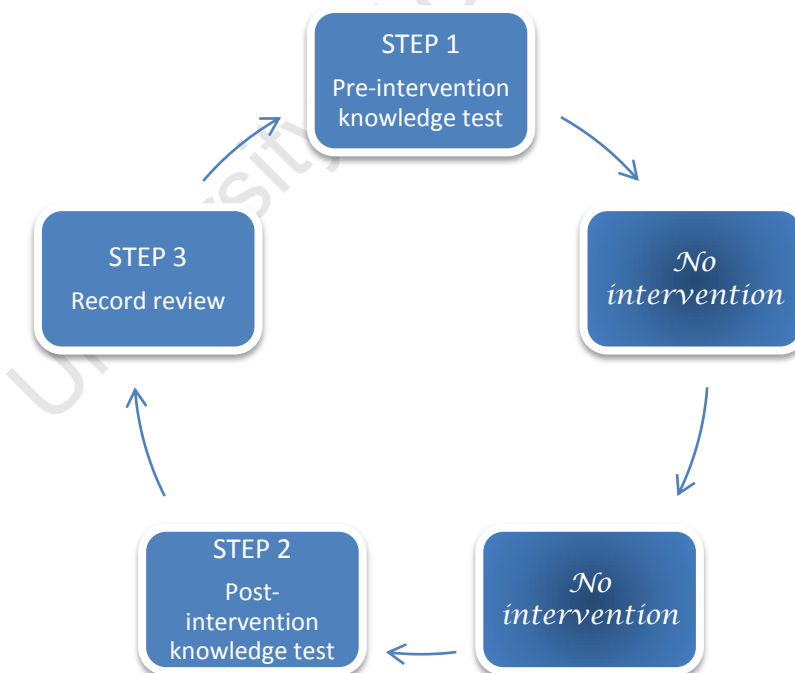 STEP 1
Pre-intervention
knowledge test
No
intervention
No
intervention
STEP 2
Post-
intervention
knowledge test
STEP 3
Record review